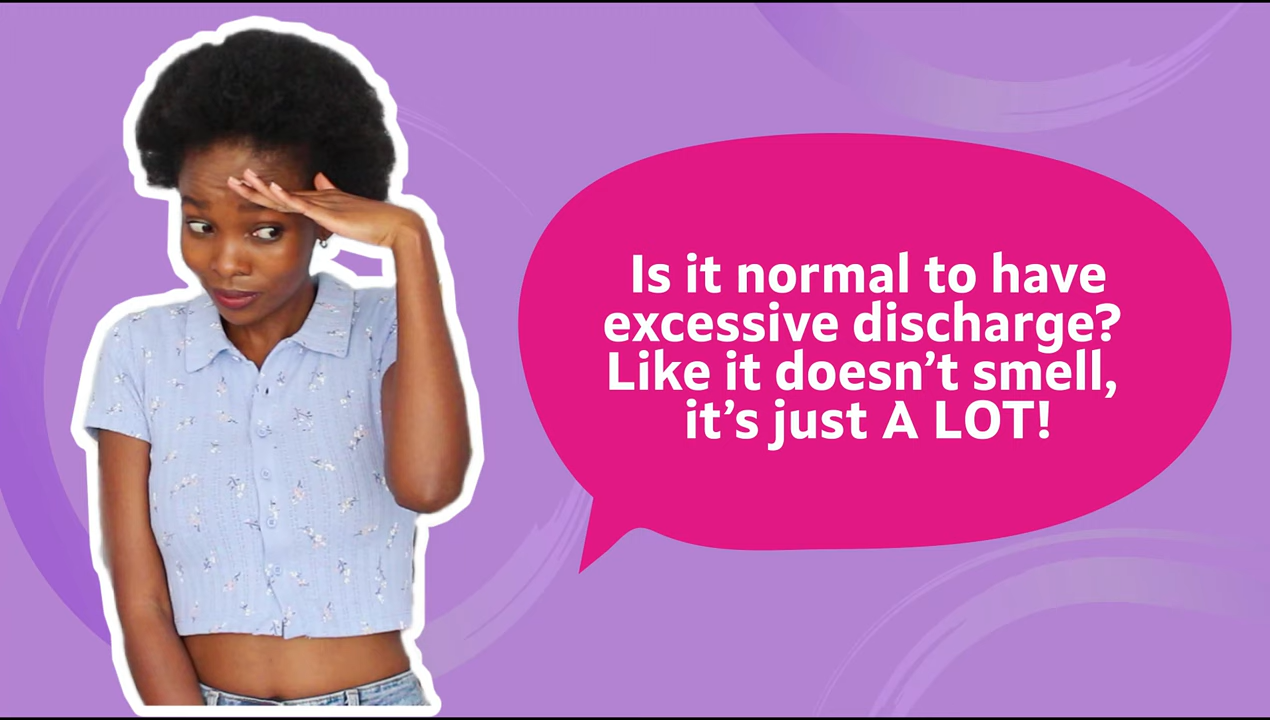 Is it normal to have
excessive discharge?
Like it doesn’t smell,
it’s just A LOT!